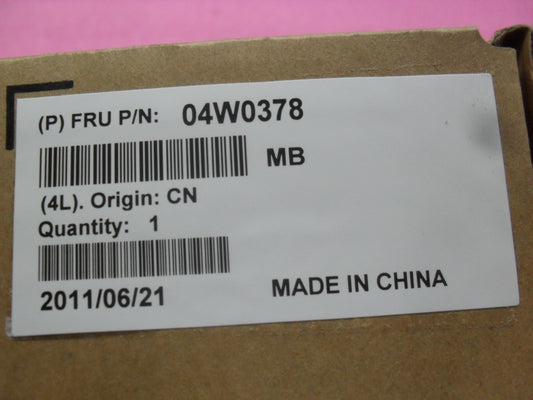 (P) FRU P/N: 04W0378
MB
(4L). Origin: CN
Quantity: 1
2011/06/21 MADE IN CHINA